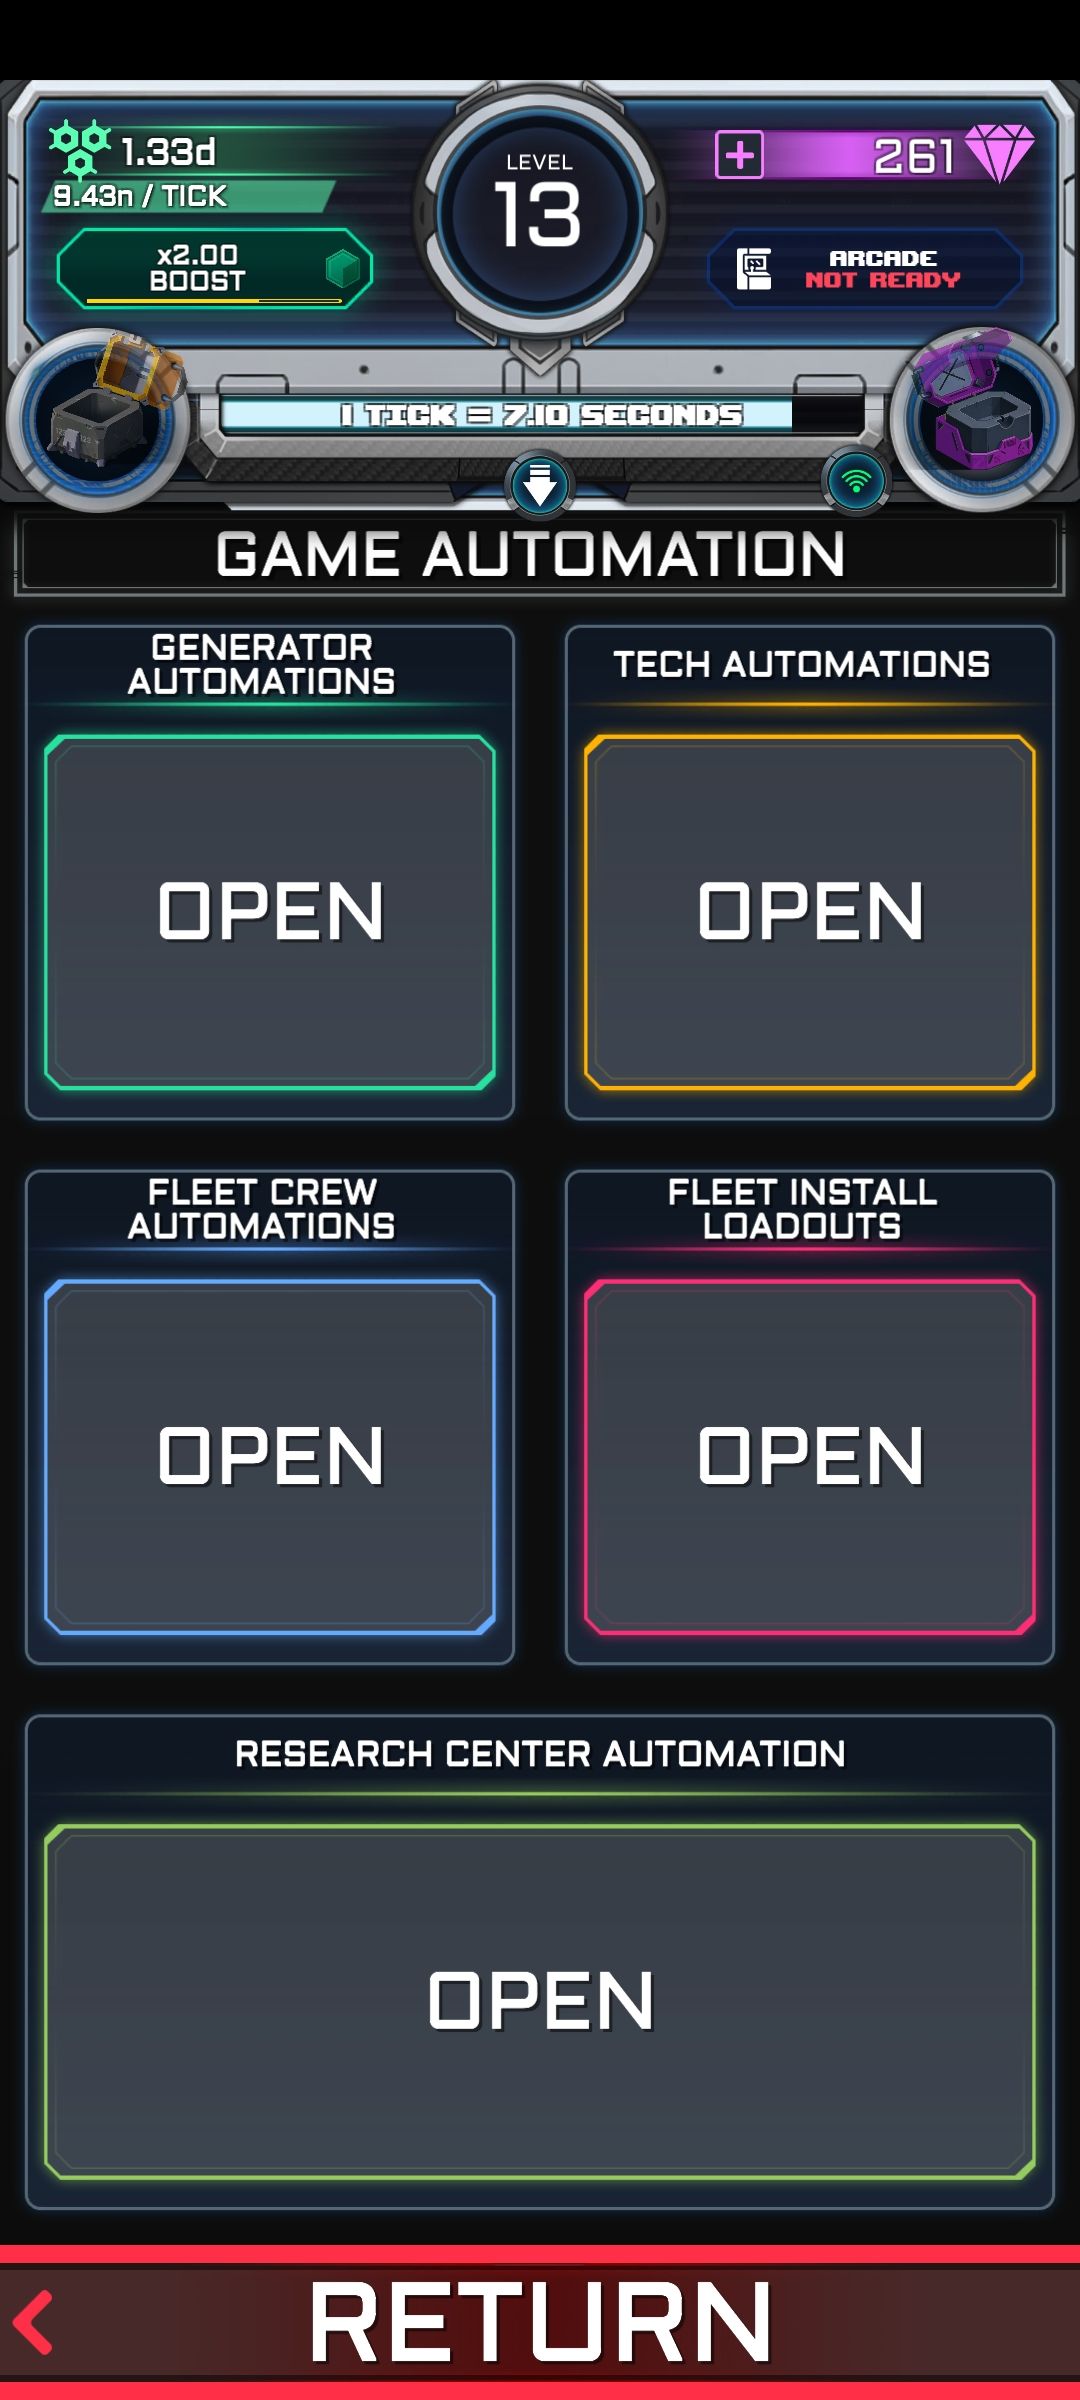 1.33d
9.43n / TICK
x2.00
BOOST
LEVEL
13
261
ARCADE
NOT READY
1 TICK = 7.10 SECONDS
GAME AUTOMATION
GENERATOR
AUTOMATIONS
OPEN
TECH AUTOMATIONS
OPEN
FLEET CREW
AUTOMATIONS
OPEN
FLEET INSTALL
LOADOUTS
OPEN
RESEARCH CENTER AUTOMATION
OPEN
RETURN